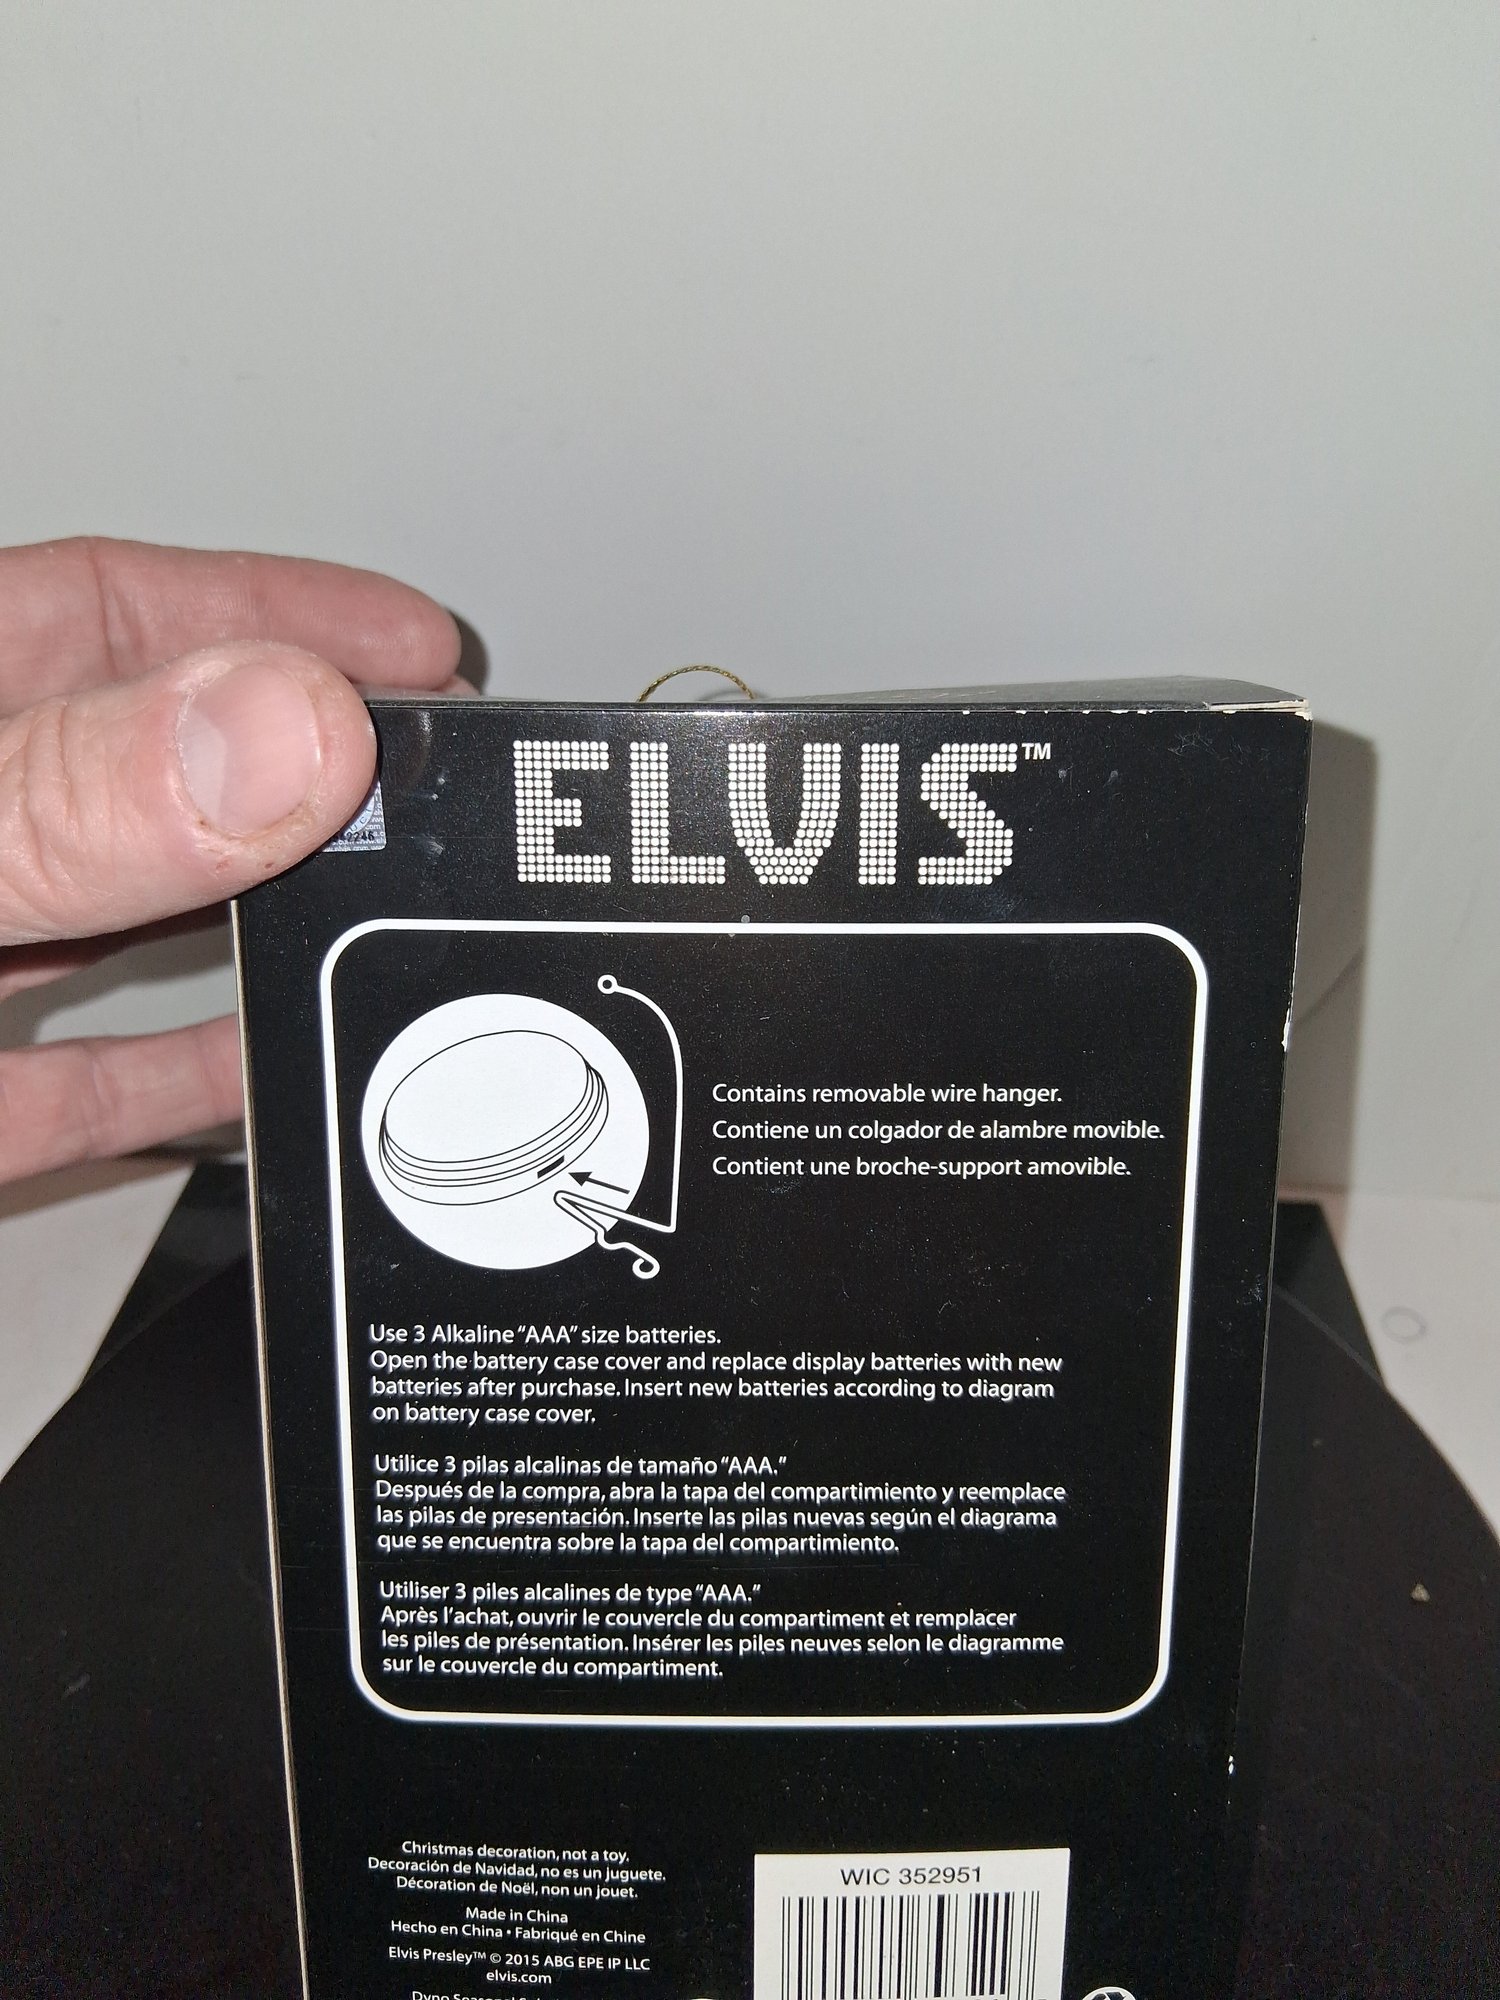 ELVIS™
Contains removable wire hanger.
Contiene un colgador de alambre movible.
Contient une broche-support amovible.
Use 3 Alkaline “AAA” size batteries.
Open the battery case cover and replace display batteries with new
batteries after purchase. Insert new batteries according to diagram
on battery case cover.
Utilice 3 pilas alcalinas de tamaño “AAA.”
Después de la compra, abra la tapa del compartimiento y reemplace
las pilas de presentación. Inserte las pilas nuevas según el diagrama
que se encuentra sobre la tapa del compartimiento.
Utiliser 3 piles alcalines de type “AAA.”
Après l’achat, ouvrir le couvercle du compartiment et remplacer
les piles de présentation. Insérer les piles neuves selon le diagramme
sur le couvercle du compartiment.
Christmas decoration, not a toy.
Decoración de Navidad, no es un juguete.
Décoration de Noël, non un jouet.
Made in China
Hecho en China • Fabriqué en Chine
Elvis Presley™ © 2015 ABG EPE IP LLC
elvis.com
WIC 352951